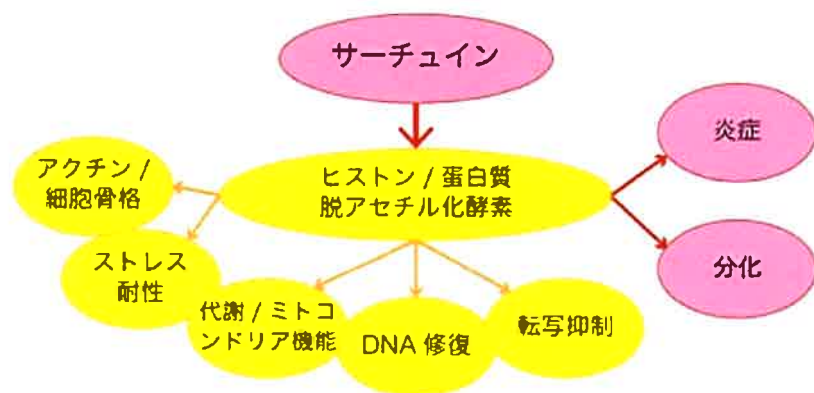 サーチュイン
炎症
アクチン /
細胞骨格
ヒストン / 蛋白質
脱アセチル化酵素
分化
ストレス
耐性
代謝 / ミトコ
ンドリア機能
DNA 修復
転写抑制